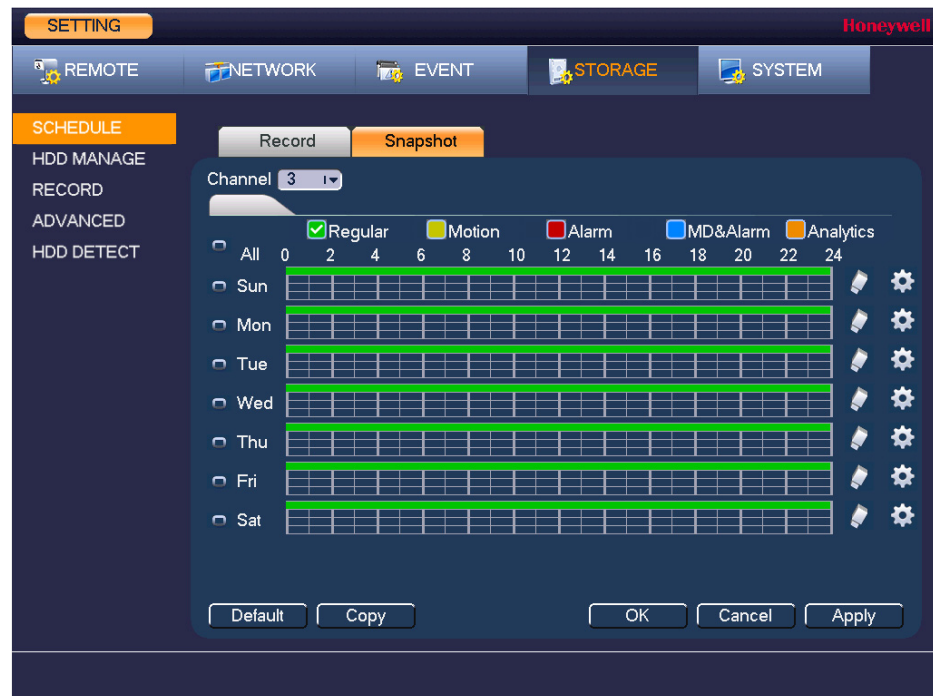 SETTING
Honeywell
REMOTE NETWORK EVENT STORAGE SYSTEM
SCHEDULE
HDD MANAGE
RECORD
ADVANCED
HDD DETECT
Record Snapshot
Channel 3
Regular Motion Alarm MD&Alarm Analytics
All 0 2 4 6 8 10 12 14 16 18 20 22 24
Sun
Mon
Tue
Wed
Thu
Fri
Sat
Default Copy OK Cancel Apply